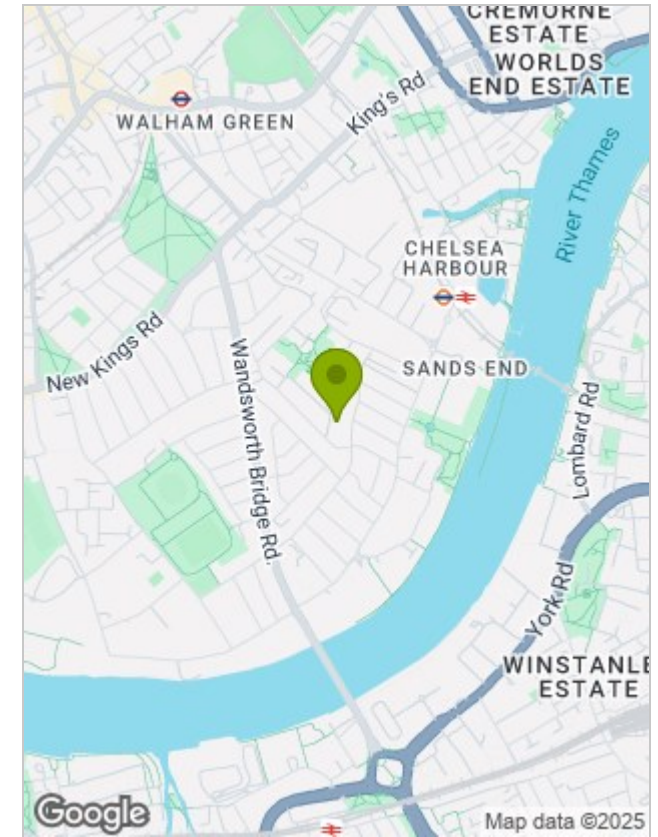 CREMORNE
ESTATE
WORLDS
END ESTATE
King's Rd
WALHAM GREEN
River Thames
CHELSEA
HARBOUR
New Kings Rd
SANDS END
Wandsworth Bridge Rd.
Lombard Rd
York Rd
WINSTANLE
ESTATE
Google
Map data ©2025